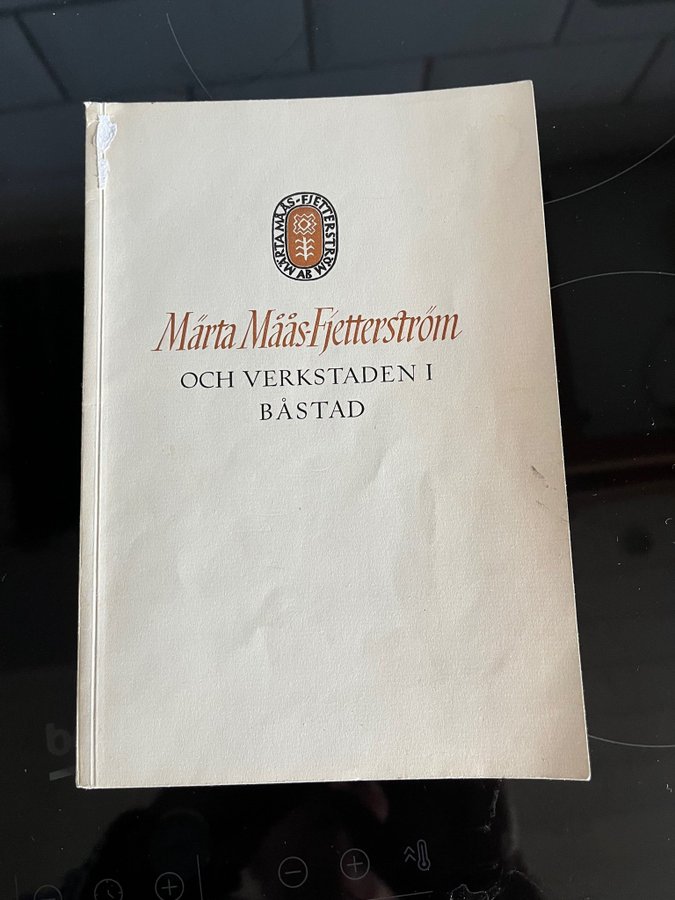 MÄRTA MÅÅS-FJETTERSTRÖM
AB
Märta Måås-Fjetterström
OCH VERKSTADEN I
BÅSTAD